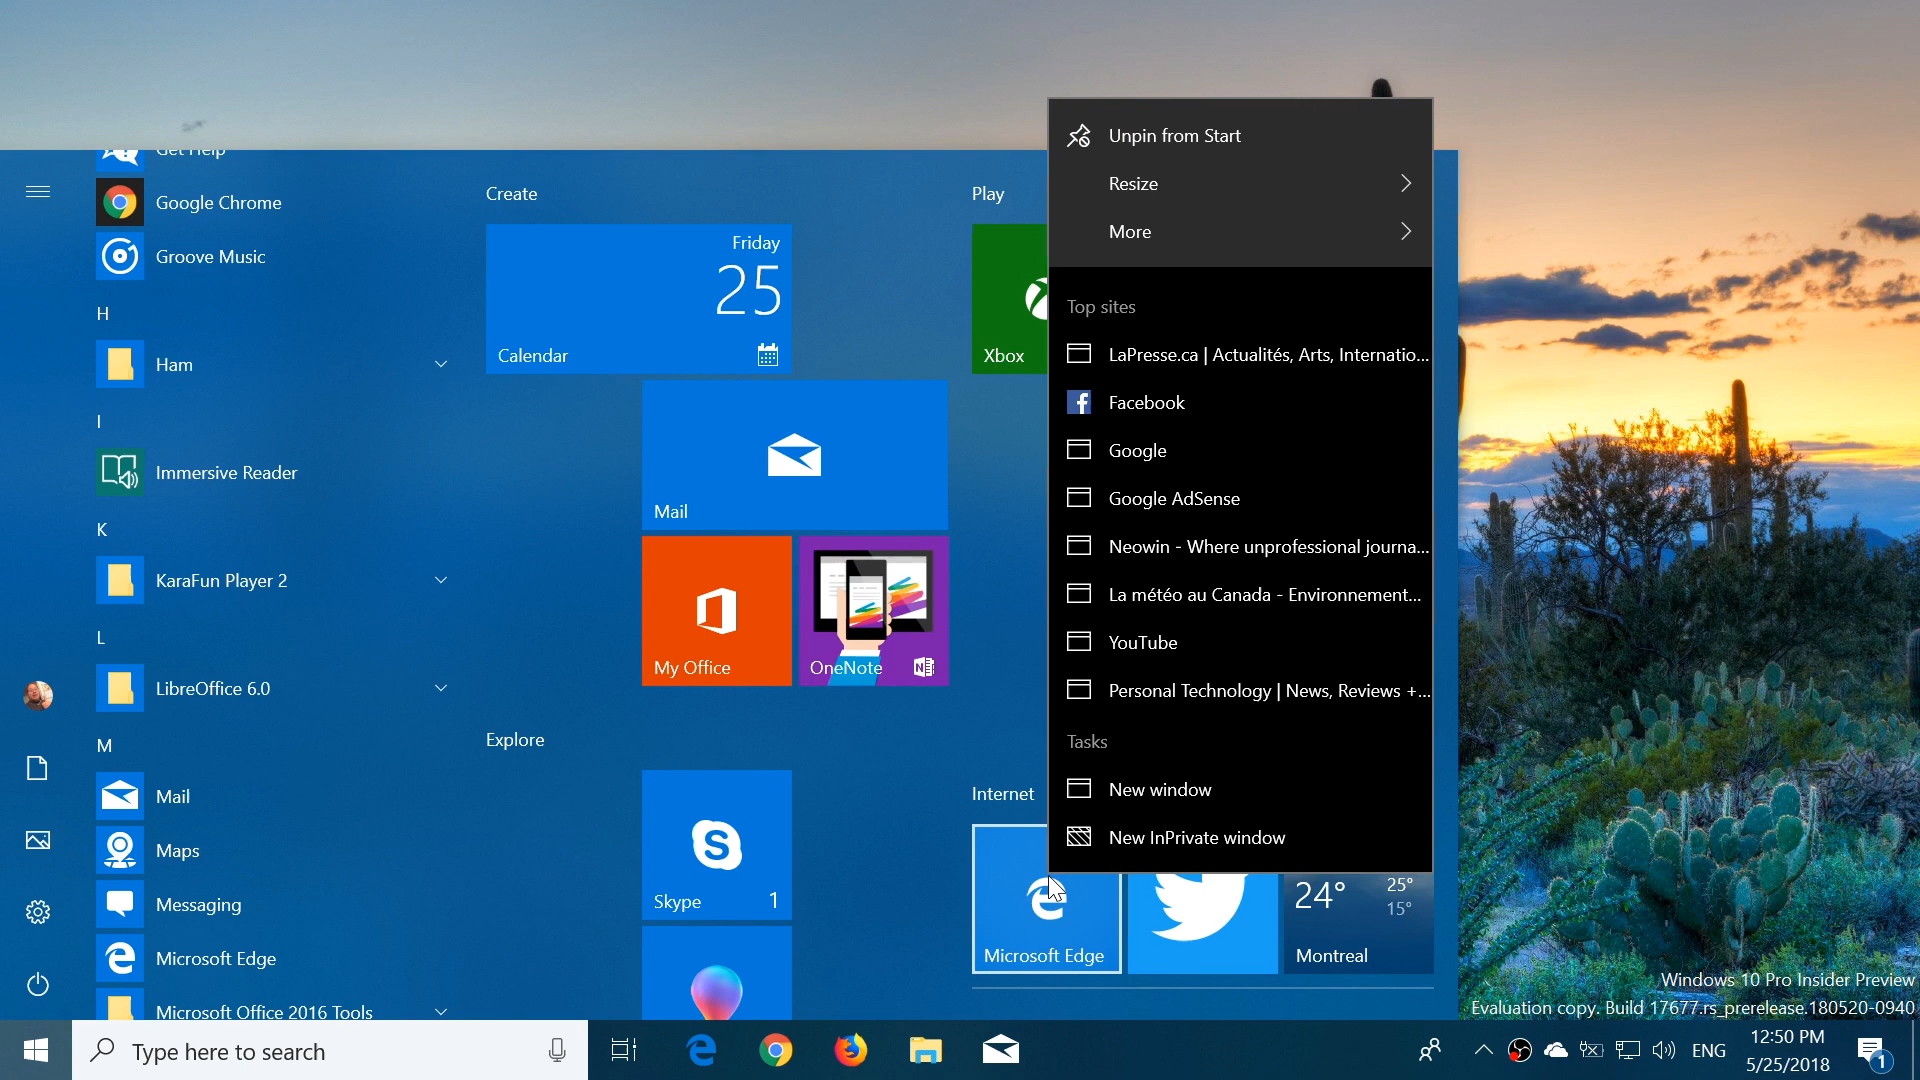 Get Help
Google Chrome
Groove Music
H
Ham
I
Immersive Reader
K
KaraFun Player 2
L
LibreOffice 6.0
M
Mail
Maps
Messaging
Microsoft Edge
Microsoft Office 2016 Tools
Create
Friday
25
Calendar
Mail
My Office
OneNote
N
Explore
S
Skype
1
Play
Xbox
Internet
Microsoft Edge
24°
25°
15°
Montreal
Unpin from Start
Resize
More
Top sites
LaPresse.ca | Actualités, Arts, Internatio...
Facebook
Google
Google AdSense
Neowin - Where unprofessional journa...
La météo au Canada - Environnement...
YouTube
Personal Technology | News, Reviews +...
Tasks
New window
New InPrivate window
Windows 10 Pro Insider Preview
Evaluation copy. Build 17677.rs_prerelease.180520-0940
Type here to search
ENG
12:50 PM
5/25/2018
1